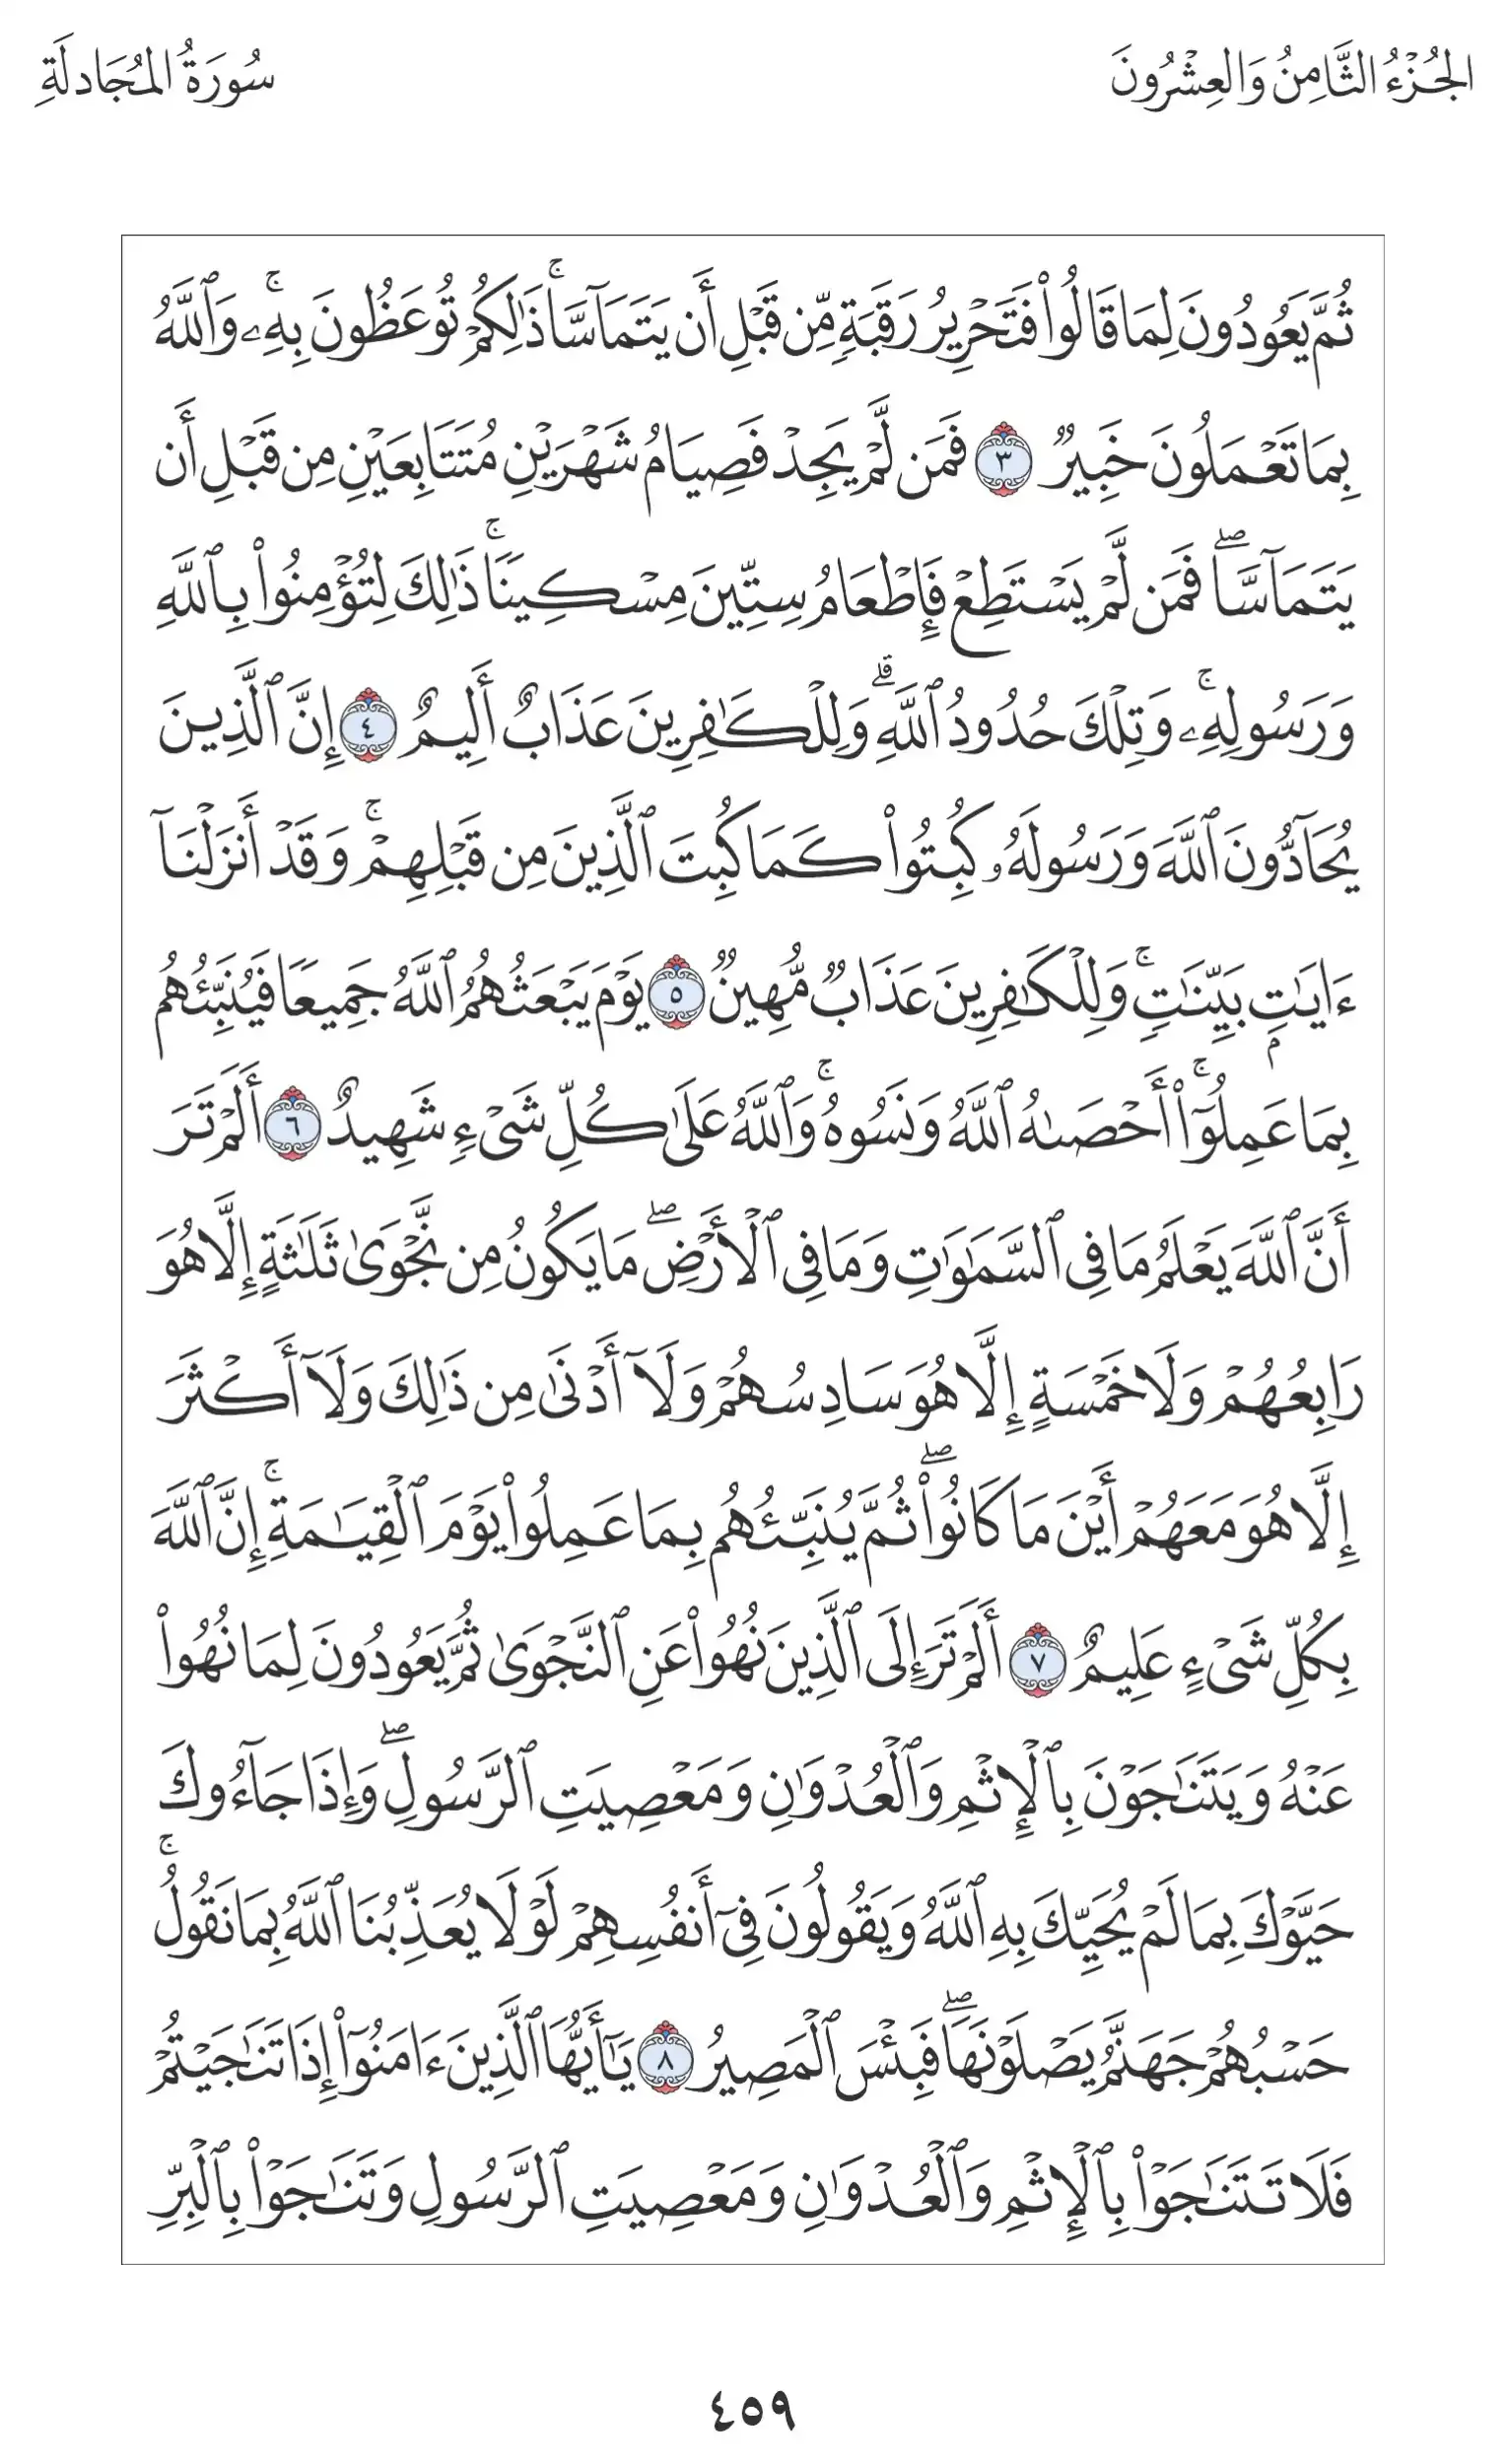 الجُزْءُ الثَّامِنُ وَالعِشْرُونَ
سُورَةُ المُجَادلَةِ
ثُمَّ يَعُودُونَ لِمَا قَالُوا۟ فَتَحْرِيرُ رَقَبَةٍ مِّن قَبْلِ أَن يَتَمَآسَّاۚ ذَٰلِكُمْ تُوعَظُونَ بِهِۦۚ وَٱللَّهُ
بِمَا تَعْمَلُونَ خَبِيرٌ ٣ فَمَن لَّمْ يَجِدْ فَصِيَامُ شَهْرَيْنِ مُتَتَابِعَيْنِ مِن قَبْلِ أَن
يَتَمَآسَّاۖ فَمَن لَّمْ يَسْتَطِعْ فَإِطْعَامُ سِتِّينَ مِسْكِينًاۚ ذَٰلِكَ لِتُؤْمِنُوا۟ بِٱللَّهِ
وَرَسُولِهِۦۚ وَتِلْكَ حُدُودُ ٱللَّهِۗ وَلِلْكَٰفِرِينَ عَذَابٌ أَلِيمٌ ٤ إِنَّ ٱلَّذِينَ
يُحَآدُّونَ ٱللَّهَ وَرَسُولَهُۥ كُبِتُوا۟ كَمَا كُبِتَ ٱلَّذِينَ مِن قَبْلِهِمْۚ وَقَدْ أَنزَلْنَآ
ءَايَٰتٍۭ بَيِّنَٰتٍۚ وَلِلْكَٰفِرِينَ عَذَابٌ مُّهِينٌ ٥ يَوْمَ يَبْعَثُهُمُ ٱللَّهُ جَمِيعًا فَيُنَبِّئُهُم
بِمَا عَمِلُوٓا۟ۚ أَحْصَىٰهُ ٱللَّهُ وَنَسُوهُۚ وَٱللَّهُ عَلَىٰ كُلِّ شَىْءٍ شَهِيدٌ ٦ أَلَمْ تَرَ
أَنَّ ٱللَّهَ يَعْلَمُ مَا فِى ٱلسَّمَٰوَٰتِ وَمَا فِى ٱلْأَرْضِۖ مَا يَكُونُ مِن نَّجْوَىٰ ثَلَٰثَةٍ إِلَّا هُوَ
رَابِعُهُمْ وَلَا خَمْسَةٍ إِلَّا هُوَ سَادِسُهُمْ وَلَآ أَدْنَىٰ مِن ذَٰلِكَ وَلَآ أَكْثَرَ
إِلَّا هُوَ مَعَهُمْ أَيْنَ مَا كَانُوا۟ۖ ثُمَّ يُنَبِّئُهُم بِمَا عَمِلُوا۟ يَوْمَ ٱلْقِيَٰمَةِۚ إِنَّ ٱللَّهَ
بِكُلِّ شَىْءٍ عَلِيمٌ ٧ أَلَمْ تَرَ إِلَى ٱلَّذِينَ نُهُوا۟ عَنِ ٱلنَّجْوَىٰ ثُمَّ يَعُودُونَ لِمَا نُهُوا۟
عَنْهُ وَيَتَنَٰجَوْنَ بِٱلْإِثْمِ وَٱلْعُدْوَٰنِ وَمَعْصِيَتِ ٱلرَّسُولِۖ وَإِذَا جَآءُوكَ
حَيَّوْكَ بِمَا لَمْ يُحَيِّكَ بِهِ ٱللَّهُ وَيَقُولُونَ فِىٓ أَنفُسِهِمْ لَوْلَا يُعَذِّبُنَا ٱللَّهُ بِمَا نَقُولُۚ
حَسْبُهُمْ جَهَنَّمُ يَصْلَوْنَهَاۖ فَبِئْسَ ٱلْمَصِيرُ ٨ يَٰٓأَيُّهَا ٱلَّذِينَ ءَامَنُوٓا۟ إِذَا تَنَٰجَيْتُمْ
فَلَا تَتَنَٰجَوْا۟ بِٱلْإِثْمِ وَٱلْعُدْوَٰنِ وَمَعْصِيَتِ ٱلرَّسُولِ وَتَنَٰجَوْا۟ بِٱلْبِرِّ
٤٥٩